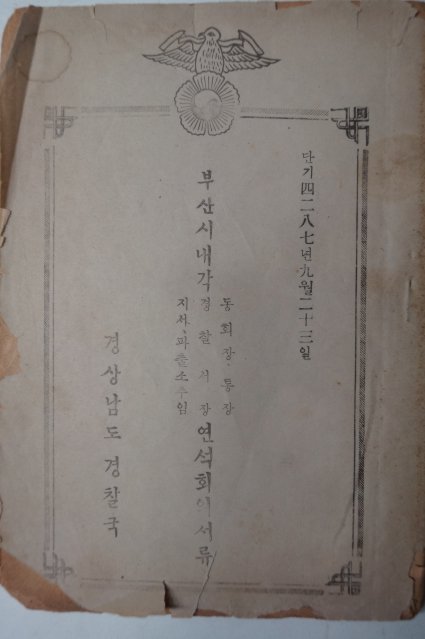 단기四二八七년九월二十三일
부산시내각
동회장、통장
경찰서장
지서、파출소주임
연석회의서류
경상남도경찰국